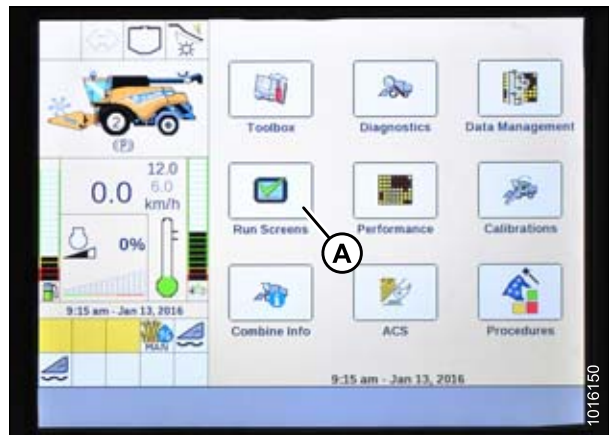 Toolbox
Diagnostics
Data Management
2
(P)
12.0
0.0
6.0
km/h
Run Screens
Performance
Calibrations
A
0%
9:15 am - Jan 13, 2016
MAN
Combine Info
ACS
Procedures
9:15 am - Jan 13, 2016
1016150